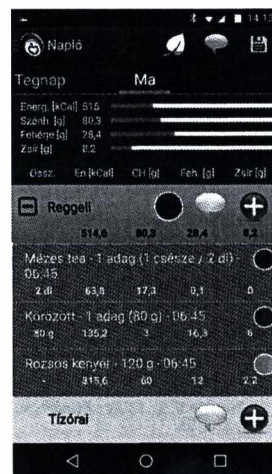 14:12
Napló
Tegnap Ma
Energ. [kCal] 515
Szénh. [g] 80,3
Fehérje [g] 28,4
Zsír [g] 8,2
Össz. En [kCal] CH [g] Feh. [g] Zsír [g]
Reggeli
514,6 80,3 28,4 8,2
Mézes tea - 1 adag (1 csésze / 2 dl) -
06:45
2 dl 63,8 17,3 0,1 0
Körözött - 1 adag (80 g) - 06:45
80 g 135,2 3 16,3 6
Rozsos kenyér - 120 g - 06:45
- 315,6 60 12 2,2
Tízórai